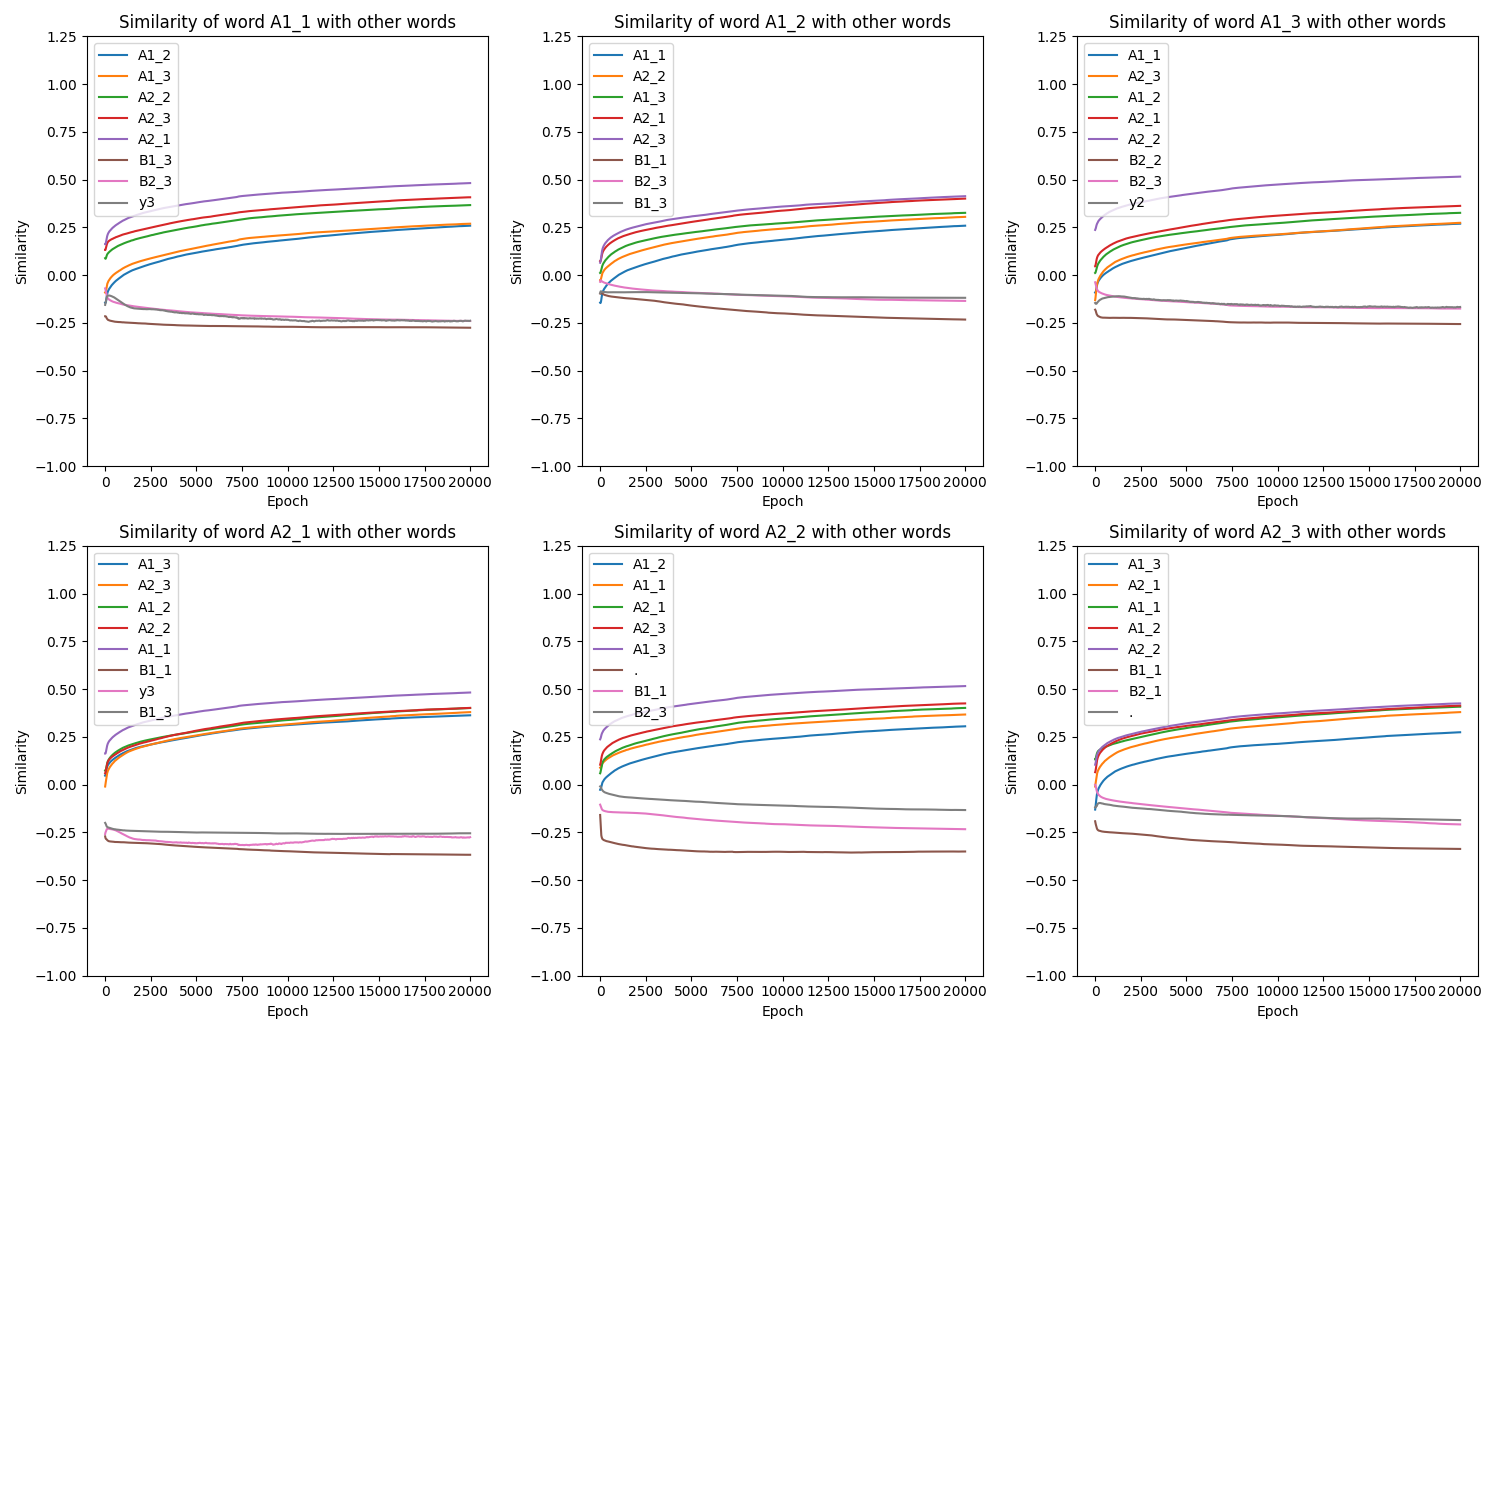 Similarity of word A1_1 with other words
1.25
1.00
0.75
0.50
0.25
0.00
−0.25
−0.50
−0.75
−1.00
Similarity
A1_2
A1_3
A2_2
A2_3
A2_1
B1_3
B2_3
y3
0 2500 5000 7500 10000 12500 15000 17500 20000
Epoch
Similarity of word A1_2 with other words
1.25
1.00
0.75
0.50
0.25
0.00
−0.25
−0.50
−0.75
−1.00
Similarity
A1_1
A2_2
A1_3
A2_1
A2_3
B1_1
B2_3
B1_3
0 2500 5000 7500 10000 12500 15000 17500 20000
Epoch
Similarity of word A1_3 with other words
1.25
1.00
0.75
0.50
0.25
0.00
−0.25
−0.50
−0.75
−1.00
Similarity
A1_1
A2_3
A1_2
A2_1
A2_2
B2_2
B2_3
y2
0 2500 5000 7500 10000 12500 15000 17500 20000
Epoch
Similarity of word A2_1 with other words
1.25
1.00
0.75
0.50
0.25
0.00
−0.25
−0.50
−0.75
−1.00
Similarity
A1_3
A2_3
A1_2
A2_2
A1_1
B1_1
y3
B1_3
0 2500 5000 7500 10000 12500 15000 17500 20000
Epoch
Similarity of word A2_2 with other words
1.25
1.00
0.75
0.50
0.25
0.00
−0.25
−0.50
−0.75
−1.00
Similarity
A1_2
A1_1
A2_1
A2_3
A1_3
.
B1_1
B2_3
0 2500 5000 7500 10000 12500 15000 17500 20000
Epoch
Similarity of word A2_3 with other words
1.25
1.00
0.75
0.50
0.25
0.00
−0.25
−0.50
−0.75
−1.00
Similarity
A1_3
A2_1
A1_1
A1_2
A2_2
B1_1
B2_1
.
0 2500 5000 7500 10000 12500 15000 17500 20000
Epoch